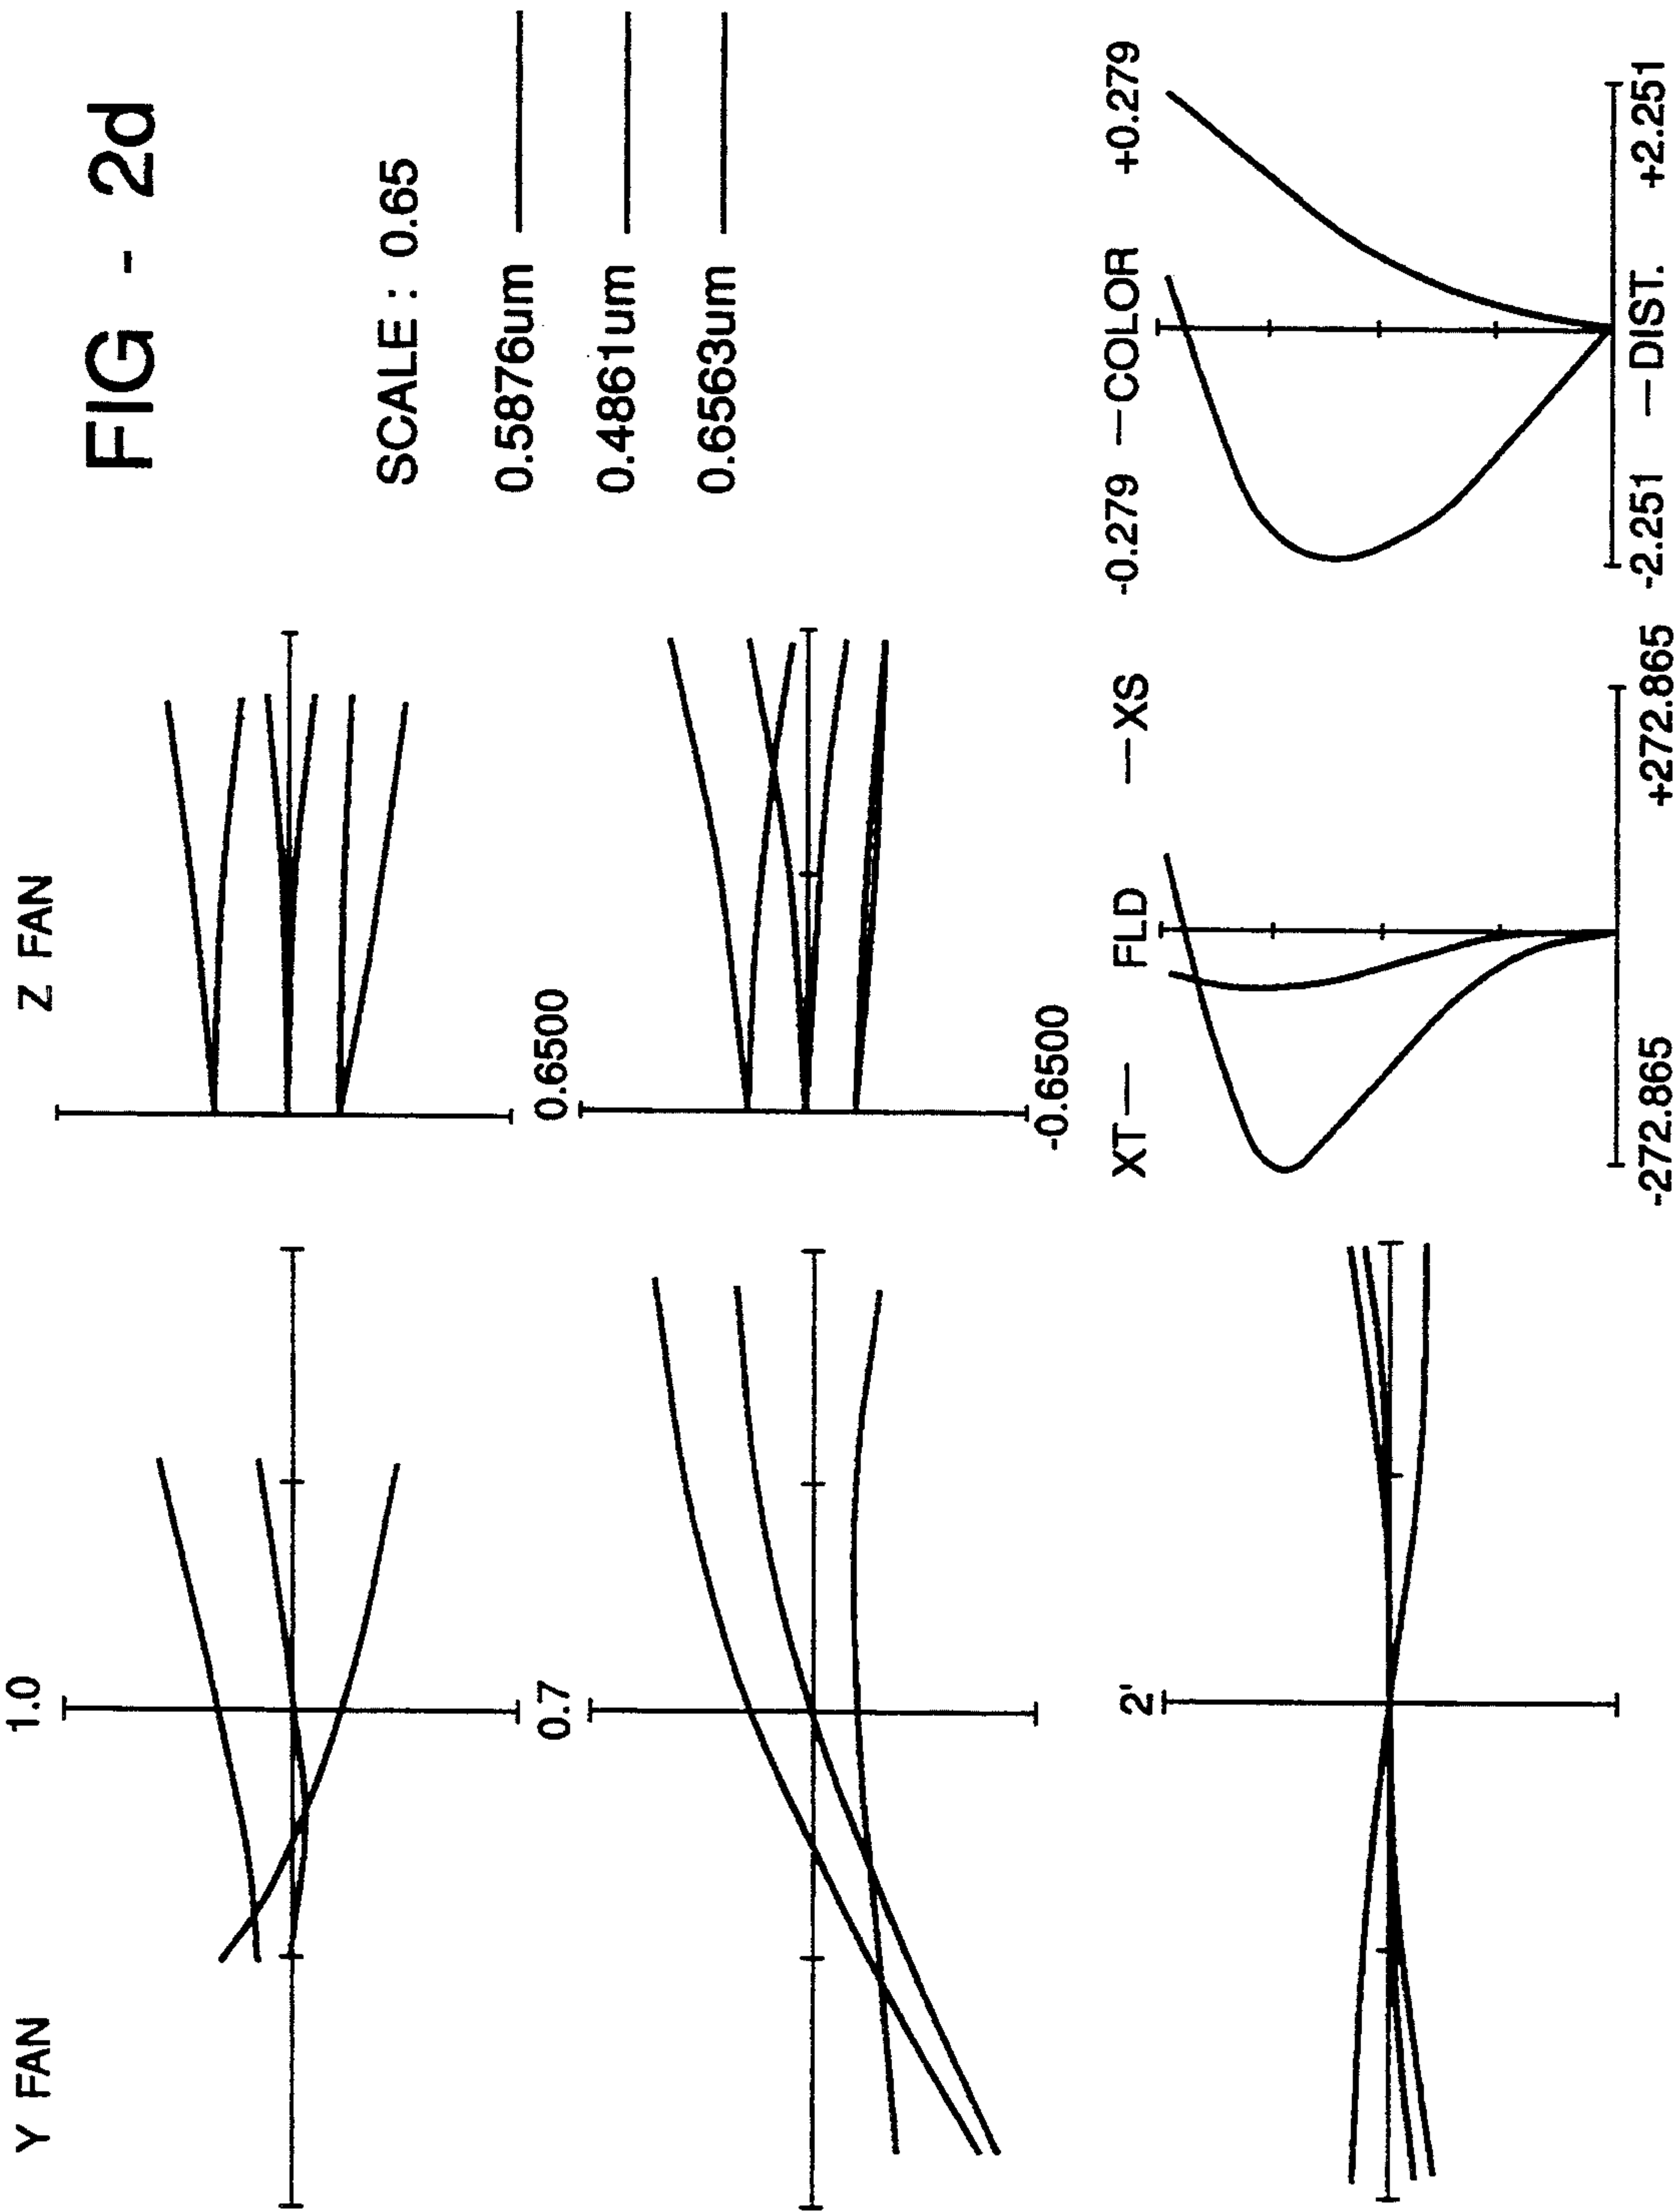 FIG - 2d
SCALE : 0.65
0.5876um
0.4861um
0.6563um
Y FAN
Z FAN
1.0
0.7
0.6500
-0.6500
2'
XT— FLD —XS
-272.865 +272.865
-0.279 —COLOR +0.279
-2.251 —DIST. +2.251